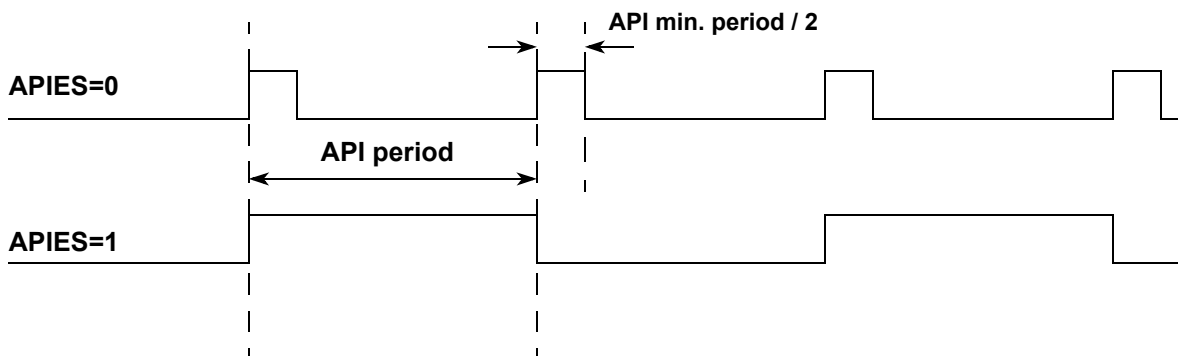 API min. period / 2
APIES=0
API period
APIES=1